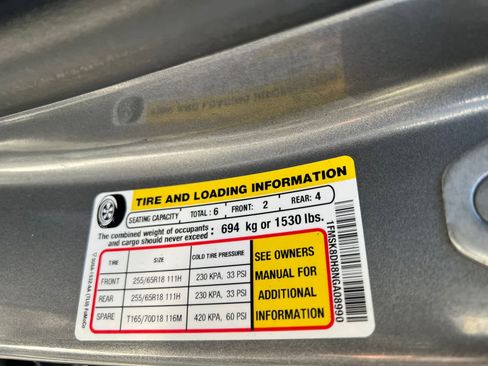 TIRE AND LOADING INFORMATION
SEATING CAPACITY TOTAL: 6 FRONT: 2 REAR: 4
The combined weight of occupants
and cargo should never exceed : 694 kg or 1530 lbs.
TIRE SIZE COLD TIRE PRESSURE
FRONT 255/65R18 111H 230 KPA, 33 PSI
REAR 255/65R18 111H 230 KPA, 33 PSI
SPARE T165/70D18 116M 420 KPA, 60 PSI
SEE OWNERS
MANUAL FOR
ADDITIONAL
INFORMATION
1FMSK8DH8NGA08990